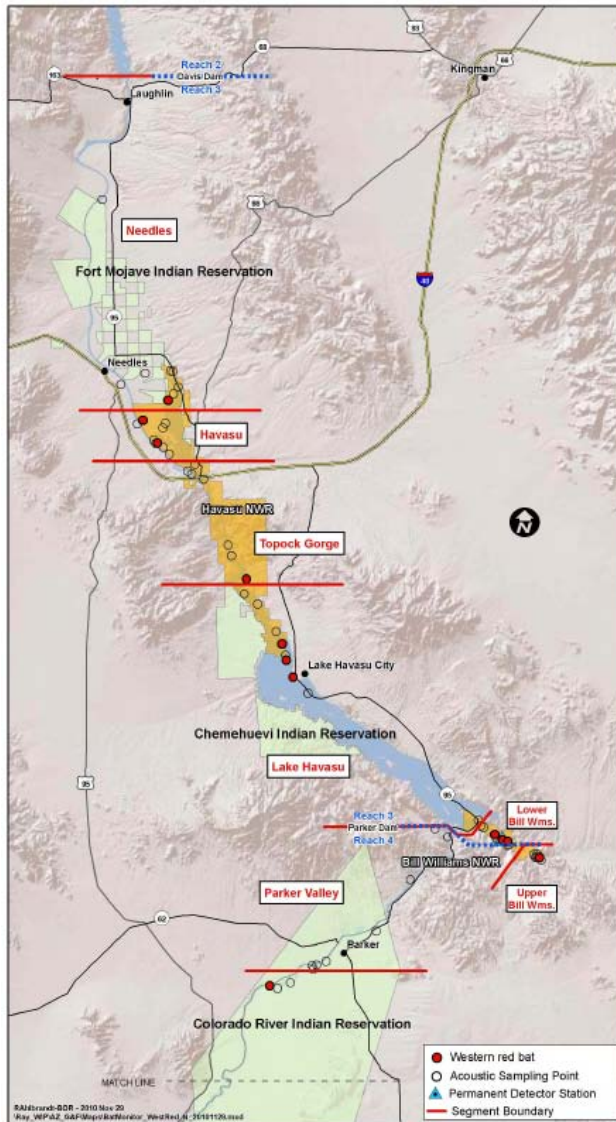 93
66
Kingman
66
68
163
Reach 2
Davis Dam
Reach 3
Laughlin
Needles
Fort Mojave Indian Reservation
95
40
Needles
Havasu
Havasu NWR
N
Topock Gorge
Lake Havasu City
Chemehuevi Indian Reservation
Lake Havasu
95
95
Reach 3
Parker Dam
Reach 4
Lower
Bill Wms.
Bill Williams NWR
Upper
Bill Wms.
Parker Valley
62
Parker
Colorado River Indian Reservation
MATCH LINE
Western red bat
Acoustic Sampling Point
Permanent Detector Station
Segment Boundary
RAhlbrandt-BOR - 2010 Nov 29